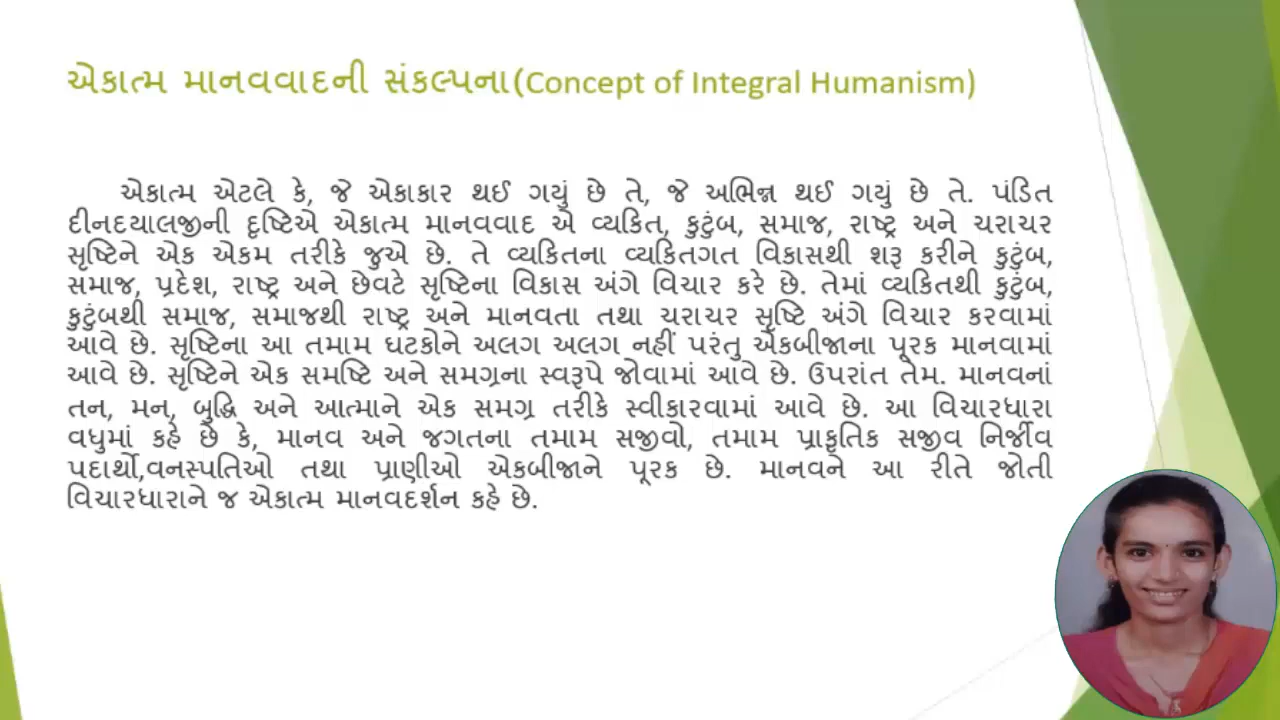 એકાત્મ માનવવાદની સંકલ્પના(Concept of Integral Humanism)
એકાત્મ એટલે કે, જે એકાકાર થઈ ગયું છે તે, જે અભિન્ન થઈ ગયું છે તે. પંડિત
દીનદયાલજીની દૃષ્ટિએ એકાત્મ માનવવાદ એ વ્યકિત, કુટુંબ, સમાજ, રાષ્ટ્ર અને ચરાચર
સૃષ્ટિને એક એકમ તરીકે જુએ છે. તે વ્યકિતના વ્યકિતગત વિકાસથી શરૂ કરીને કુટુંબ,
સમાજ, પ્રદેશ, રાષ્ટ્ર અને છેવટે સૃષ્ટિના વિકાસ અંગે વિચાર કરે છે. તેમાં વ્યકિતથી કુટુંબ,
કુટુંબથી સમાજ, સમાજથી રાષ્ટ્ર અને માનવતા તથા ચરાચર સૃષ્ટિ અંગે વિચાર કરવામાં
આવે છે. સૃષ્ટિના આ તમામ ઘટકોને અલગ અલગ નહીં પરંતુ એકબીજાના પૂરક માનવામાં
આવે છે. સૃષ્ટિને એક સમષ્ટિ અને સમગ્રના સ્વરૂપે જોવામાં આવે છે. ઉપરાંત તેમ. માનવનાં
તન, મન, બુદ્ધિ અને આત્માને એક સમગ્ર તરીકે સ્વીકારવામાં આવે છે. આ વિચારધારા
વધુમાં કહે છે કે, માનવ અને જગતના તમામ સજીવો, તમામ પ્રાકૃતિક સજીવ નિર્જીવ
પદાર્થો,વનસ્પતિઓ તથા પ્રાણીઓ એકબીજાને પૂરક છે. માનવને આ રીતે જોતી
વિચારધારાને જ એકાત્મ માનવદર્શન કહે છે.